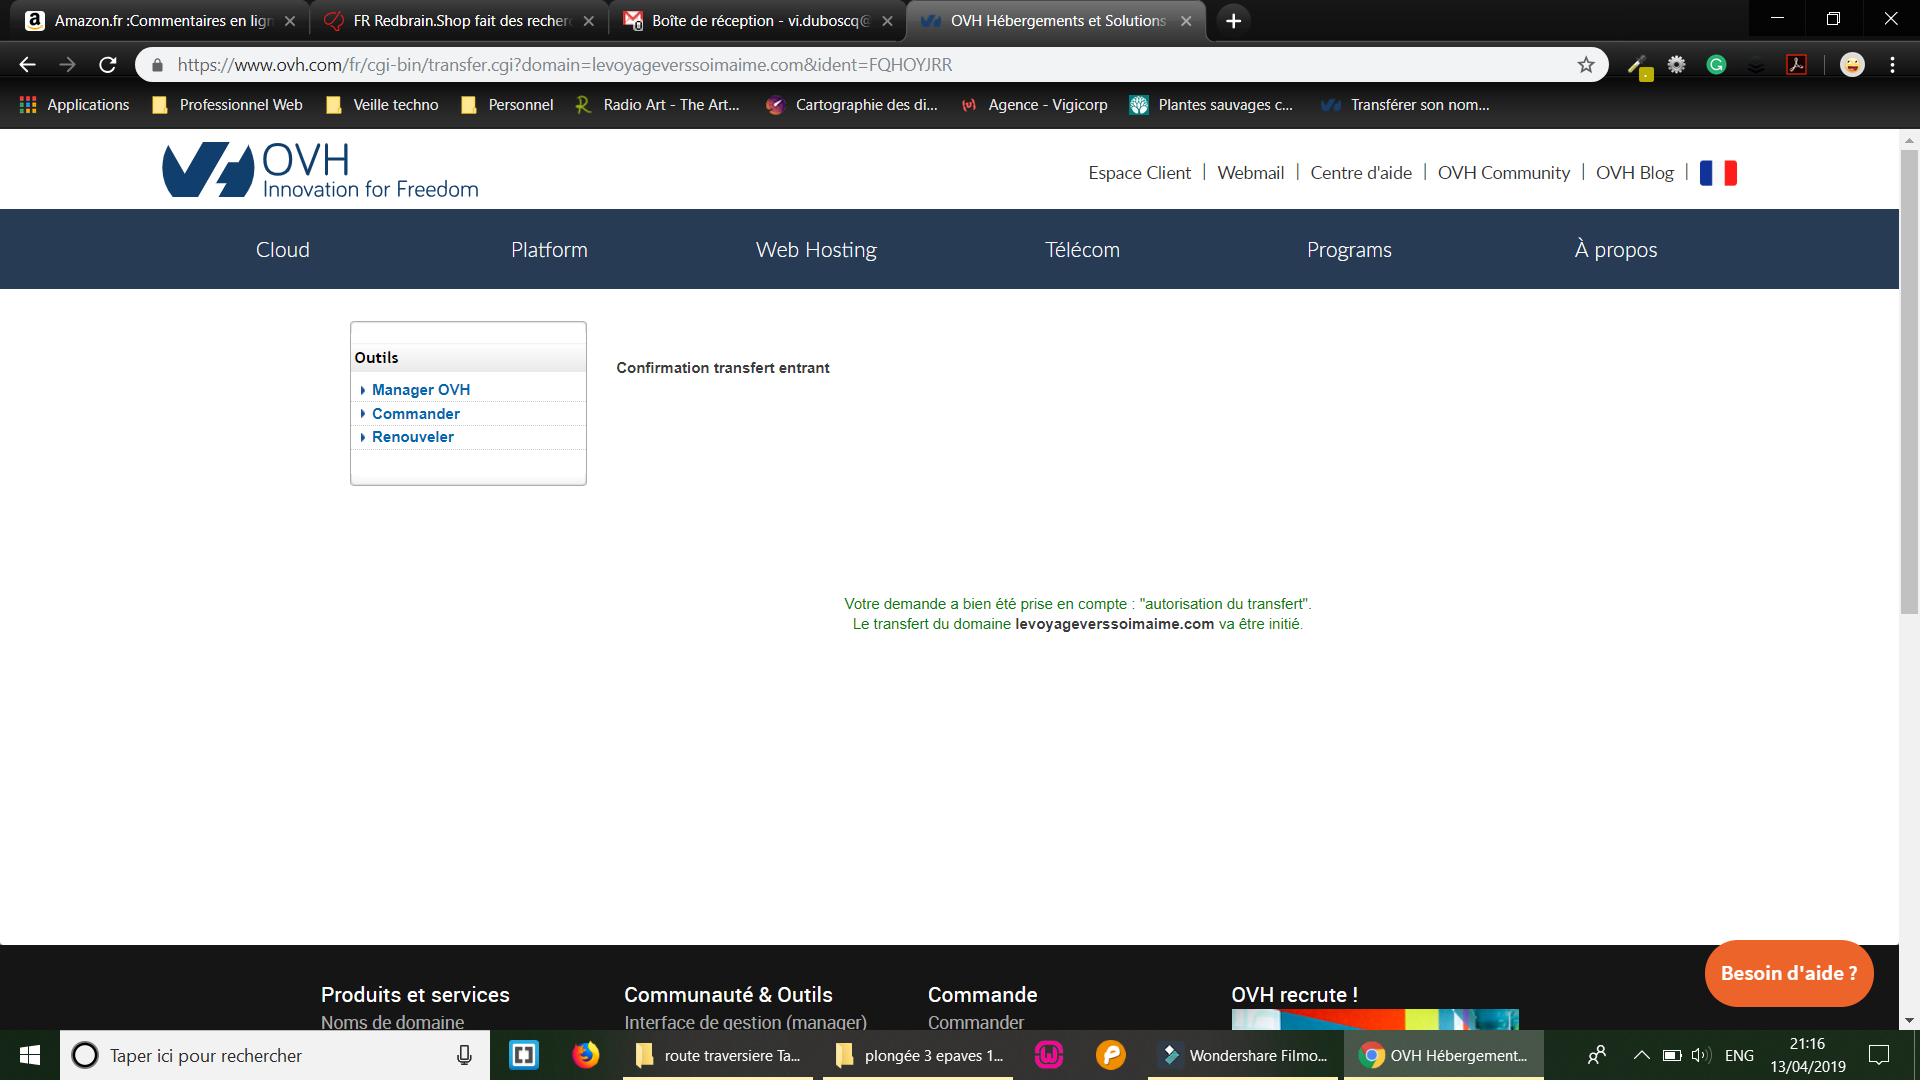 Amazon.fr :Commentaires en lign
FR Redbrain.Shop fait des recher
Boîte de réception - vi.duboscq@
OVH Hébergements et Solutions
https://www.ovh.com/fr/cgi-bin/transfer.cgi?domain=levoyageverssoimaime.com&ident=FQHOYJRR
Applications
Professionnel Web
Veille techno
Personnel
Radio Art - The Art...
Cartographie des di...
Agence - Vigicorp
Plantes sauvages c...
Transférer son nom...
OVH
Innovation for Freedom
Espace Client | Webmail | Centre d'aide | OVH Community | OVH Blog |
Cloud
Platform
Web Hosting
Télécom
Programs
À propos
Outils
Manager OVH
Commander
Renouveler
Confirmation transfert entrant
Votre demande a bien été prise en compte : "autorisation du transfert".
Le transfert du domaine levoyageverssoimaime.com va être initié.
Besoin d'aide ?
Produits et services
Noms de domaine
Communauté & Outils
Interface de gestion (manager)
Commande
Commander
OVH recrute !
Taper ici pour rechercher
route traversiere Ta...
plongée 3 epaves 1...
Wondershare Filmo...
OVH Hébergement...
ENG
21:16
13/04/2019